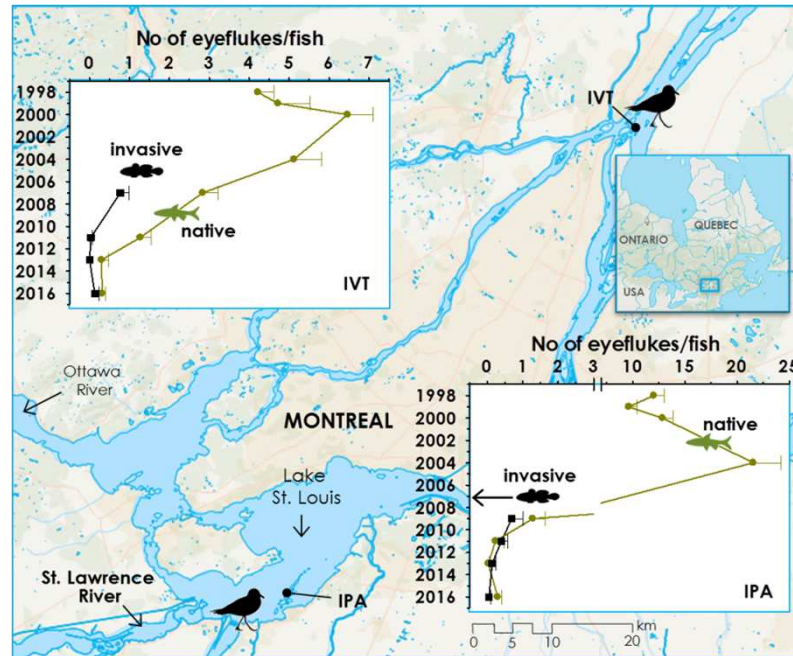 No of eyeflukes/fish
0 1 2 3 4 5 6 7
1998
2000
2002
2004
2006
2008
2010
2012
2014
2016
invasive
native
IVT
IVT
QUEBEC
ONTARIO
USA
Ottawa
River
MONTREAL
Lake
St. Louis
St. Lawrence
River
IPA
No of eyeflukes/fish
0 1 2 3 5 10 15 20 25
1998
2000
2002
2004
2006
2008
2010
2012
2014
2016
native
invasive
IPA
km
0 5 10 20